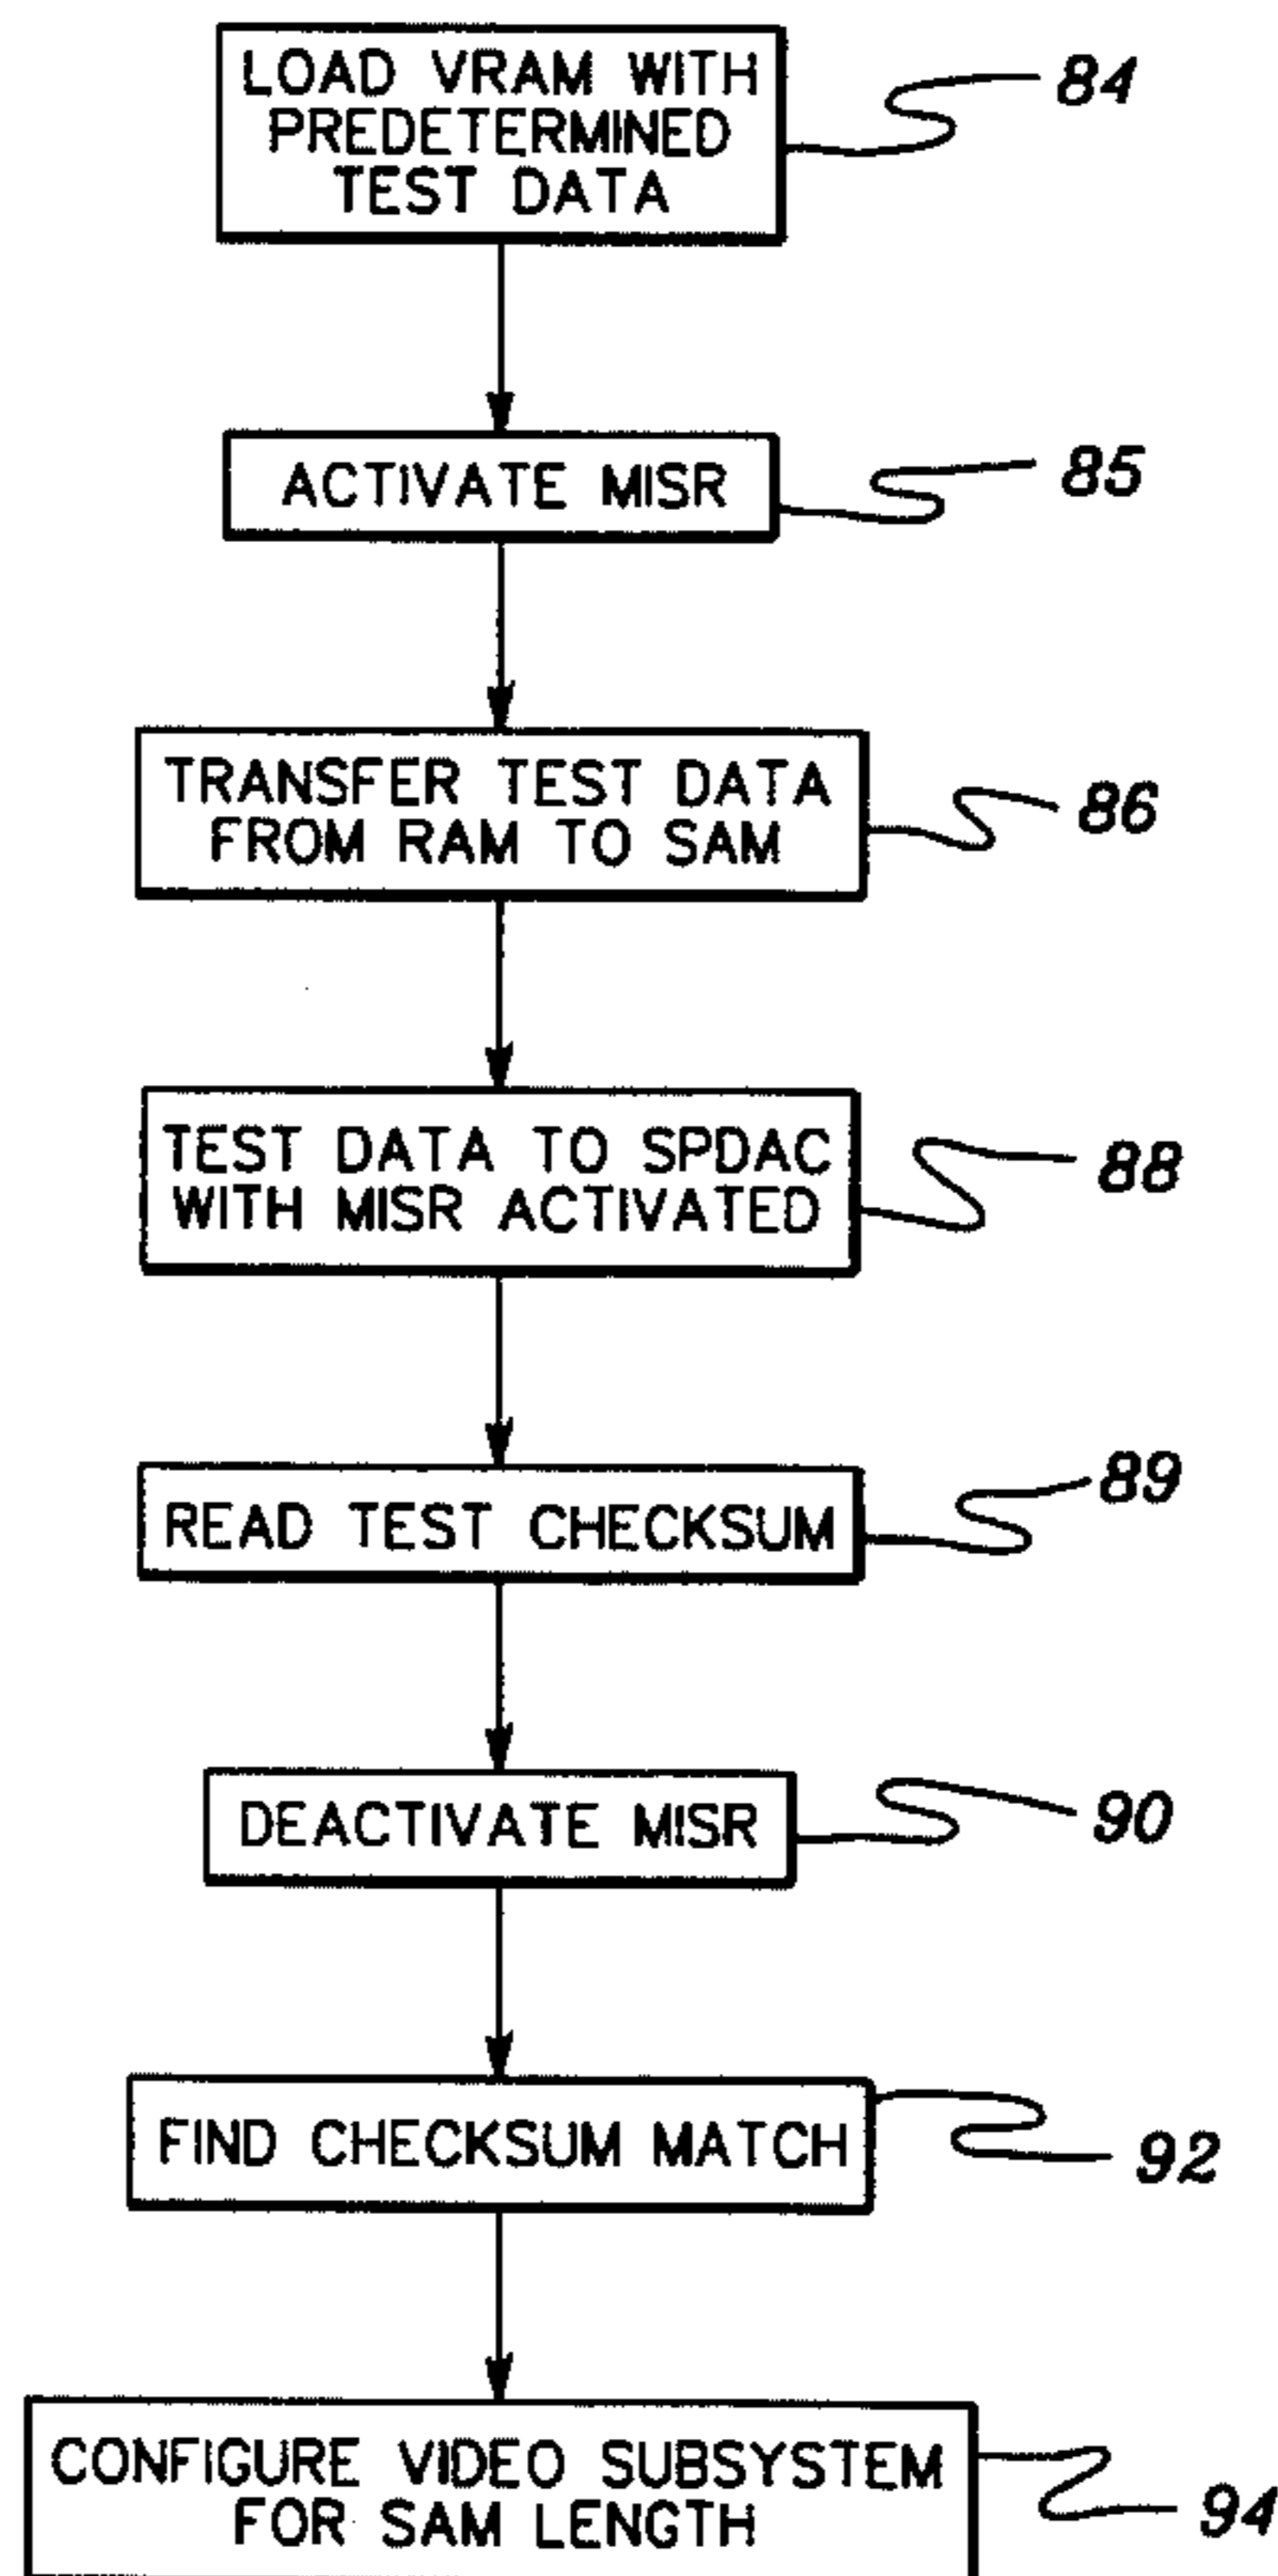 LOAD VRAM WITH
PREDETERMINED
TEST DATA
84
ACTIVATE MISR
85
TRANSFER TEST DATA
FROM RAM TO SAM
86
TEST DATA TO SPDAC
WITH MISR ACTIVATED
88
READ TEST CHECKSUM
89
DEACTIVATE MISR
90
FIND CHECKSUM MATCH
92
CONFIGURE VIDEO SUBSYSTEM
FOR SAM LENGTH
94